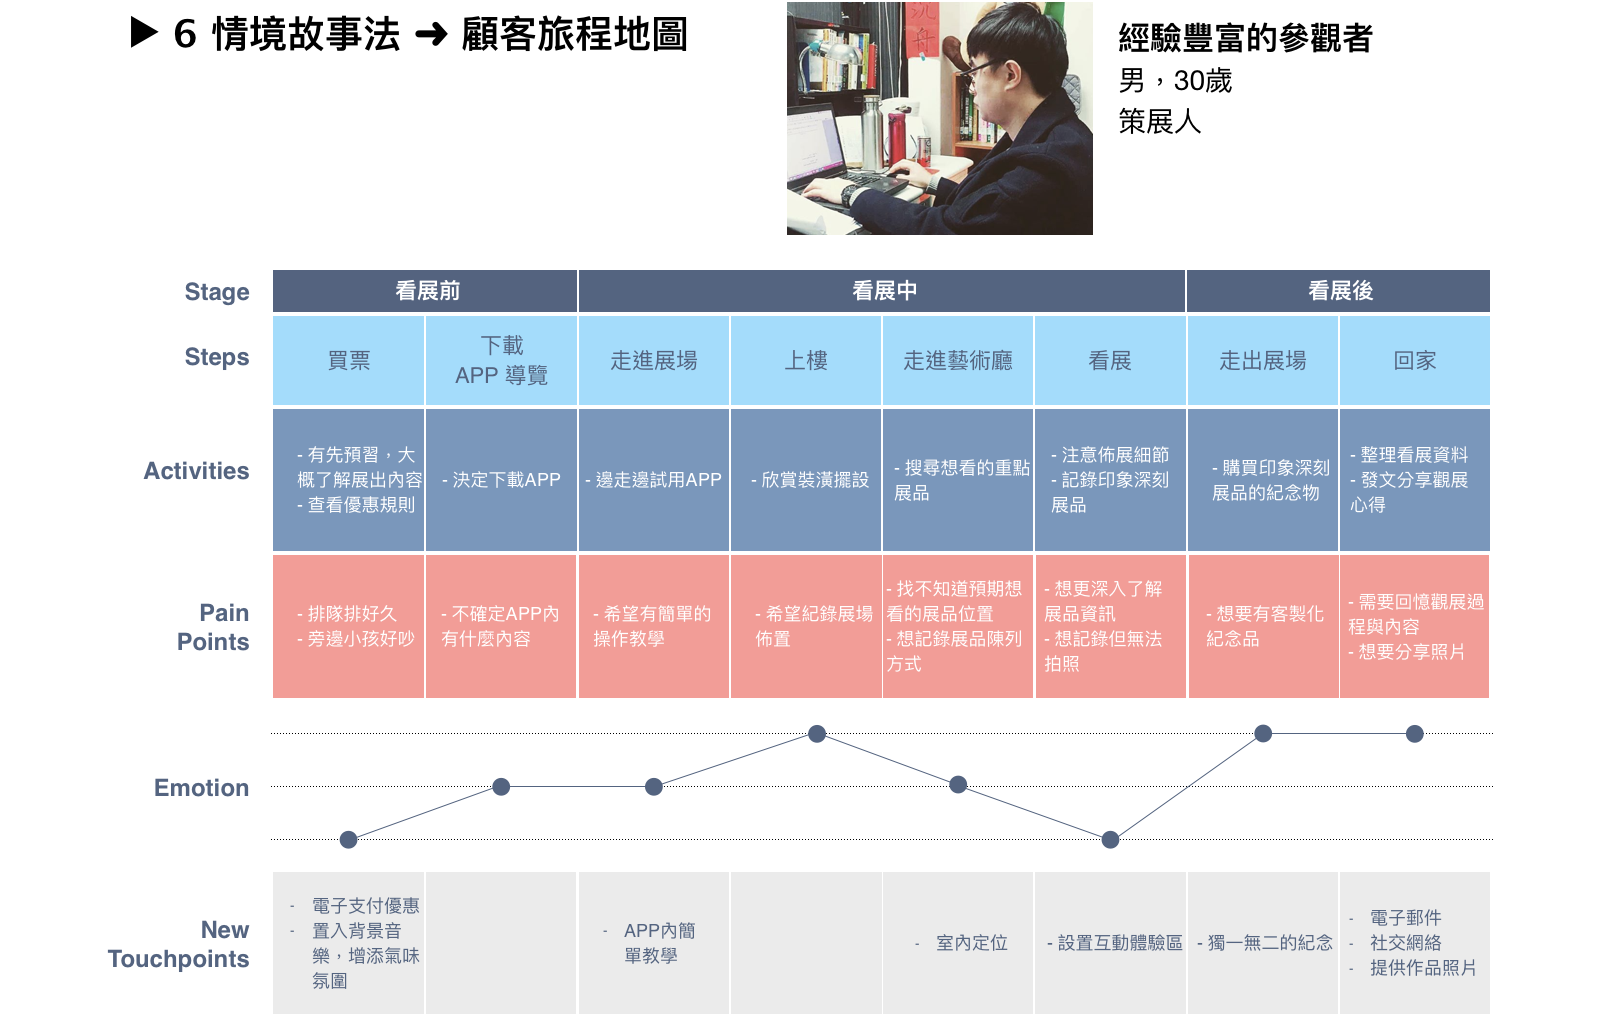 ▶ 6 情境故事法 ➜ 顧客旅程地圖
沉
舟
經驗豐富的參觀者
男，30歲
策展人
Stage
看展前
看展中
看展後
Steps
買票
下載
APP 導覽
走進展場
上樓
走進藝術廳
看展
走出展場
回家
Activities
- 有先預習，大
概了解展出內容
- 查看優惠規則
- 決定下載APP
- 邊走邊試用APP
- 欣賞裝潢擺設
- 搜尋想看的重點
展品
- 注意佈展細節
- 記錄印象深刻
展品
- 購買印象深刻
展品的紀念物
- 整理看展資料
- 發文分享觀展
心得
Pain
Points
- 排隊排好久
- 旁邊小孩好吵
- 不確定APP內
有什麼內容
- 希望有簡單的
操作教學
- 希望紀錄展場
佈置
- 找不知道預期想
看的展品位置
- 想記錄展品陳列
方式
- 想更深入了解
展品資訊
- 想記錄但無法
拍照
- 想要有客製化
紀念品
- 需要回憶觀展過
程與內容
- 想要分享照片
Emotion
New
Touchpoints
- 電子支付優惠
- 置入背景音
樂，增添氣味
氛圍
- APP內簡
單教學
- 室內定位
- 設置互動體驗區
- 獨一無二的紀念
- 電子郵件
- 社交網絡
- 提供作品照片